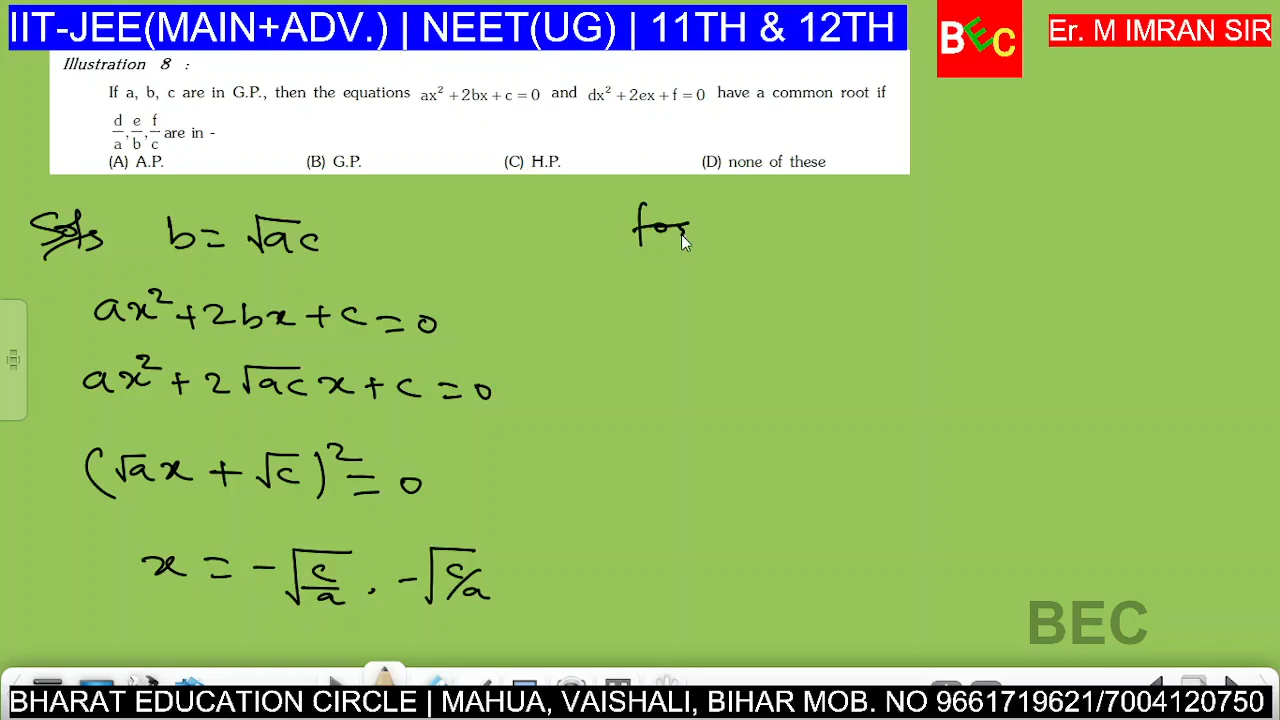 IIT-JEE(MAIN+ADV.) | NEET(UG) | 11TH & 12TH
BEC
Er. M IMRAN SIR
Illustration 8 :
If a, b, c are in G.P., then the equations ax² + 2bx + c = 0 and dx² + 2ex + f = 0 have a common root if
d/a, e/b, f/c are in -
(A) A.P. (B) G.P. (C) H.P. (D) none of these
b = √ac
for
ax² + 2bx + c = 0
ax² + 2√ac x + c = 0
(√a x + √c)² = 0
x = -√(c/a) , -√(c/a)
BEC
BHARAT EDUCATION CIRCLE | MAHUA, VAISHALI, BIHAR MOB. NO 9661719621/7004120750